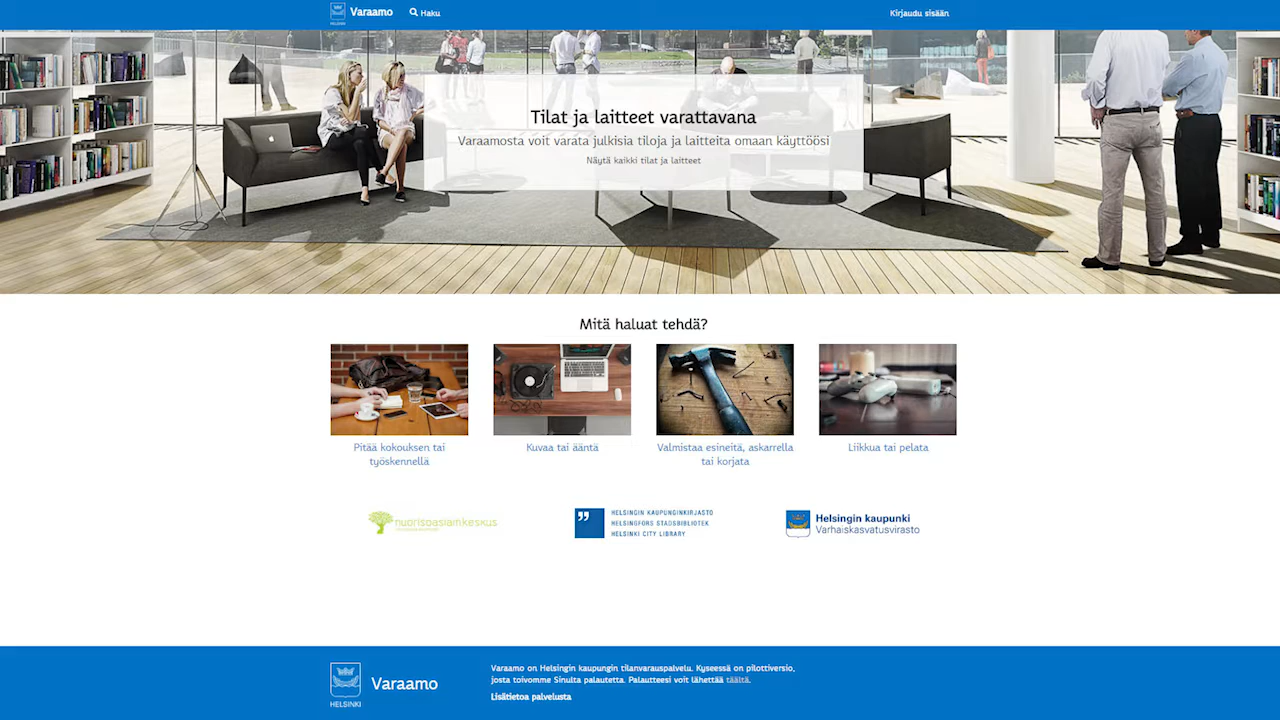 HELSINKI
Varaamo
Haku
Kirjaudu sisään
Tilat ja laitteet varattavana
Varaamosta voit varata julkisia tiloja ja laitteita omaan käyttöösi
Näytä kaikki tilat ja laitteet
Mitä haluat tehdä?
Pitää kokouksen tai
työskennellä
Kuvaa tai ääntä
Valmistaa esineitä, askarrella
tai korjata
Liikkua tai pelata
nuorisoasiainkeskus
HELSINGIN KAUPUNGINKIRJASTO
HELSINGFORS STADSBIBLIOTEK
HELSINKI CITY LIBRARY
Helsingin kaupunki
Varhaiskasvatusvirasto
HELSINKI
Varaamo
Varaamo on Helsingin kaupungin tilanvarauspalvelu. Kyseessä on pilottiversio,
josta toivomme Sinulta palautetta. Palautteesi voit lähettää täältä.
Lisätietoa palvelusta